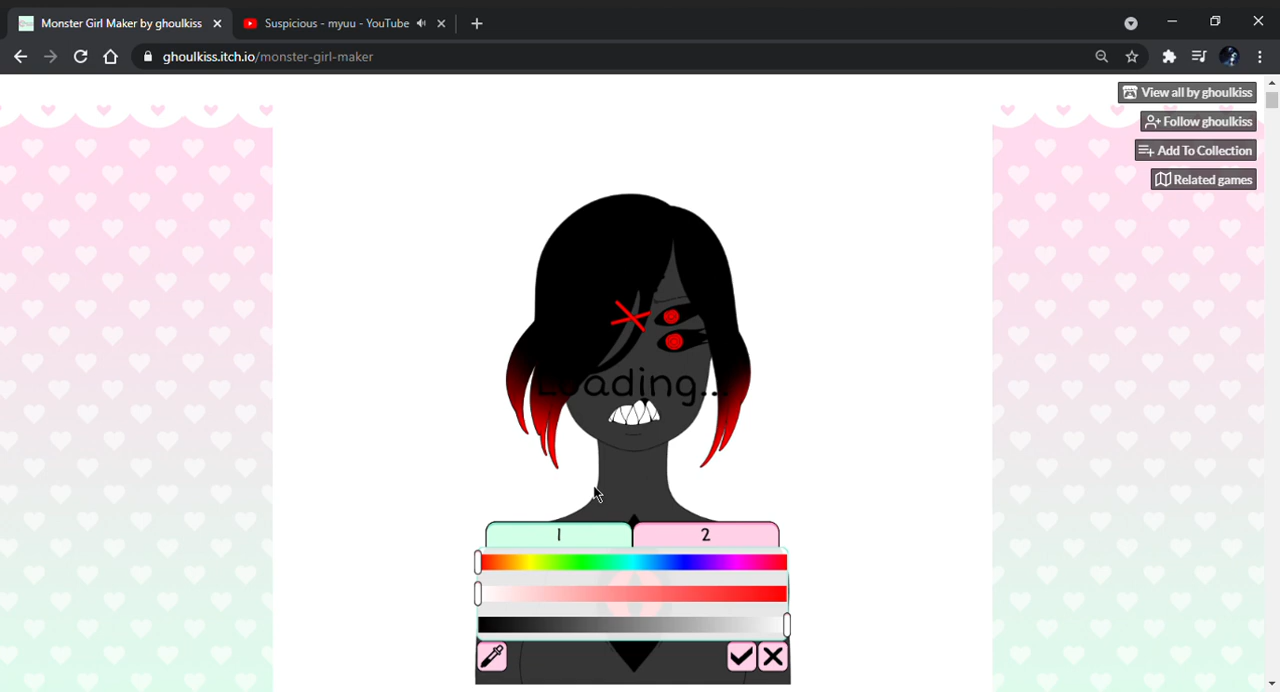 Monster Girl Maker by ghoulkiss
Suspicious - myuu - YouTube
ghoulkiss.itch.io/monster-girl-maker
View all by ghoulkiss
Follow ghoulkiss
Add To Collection
Related games
Loading...
1
2